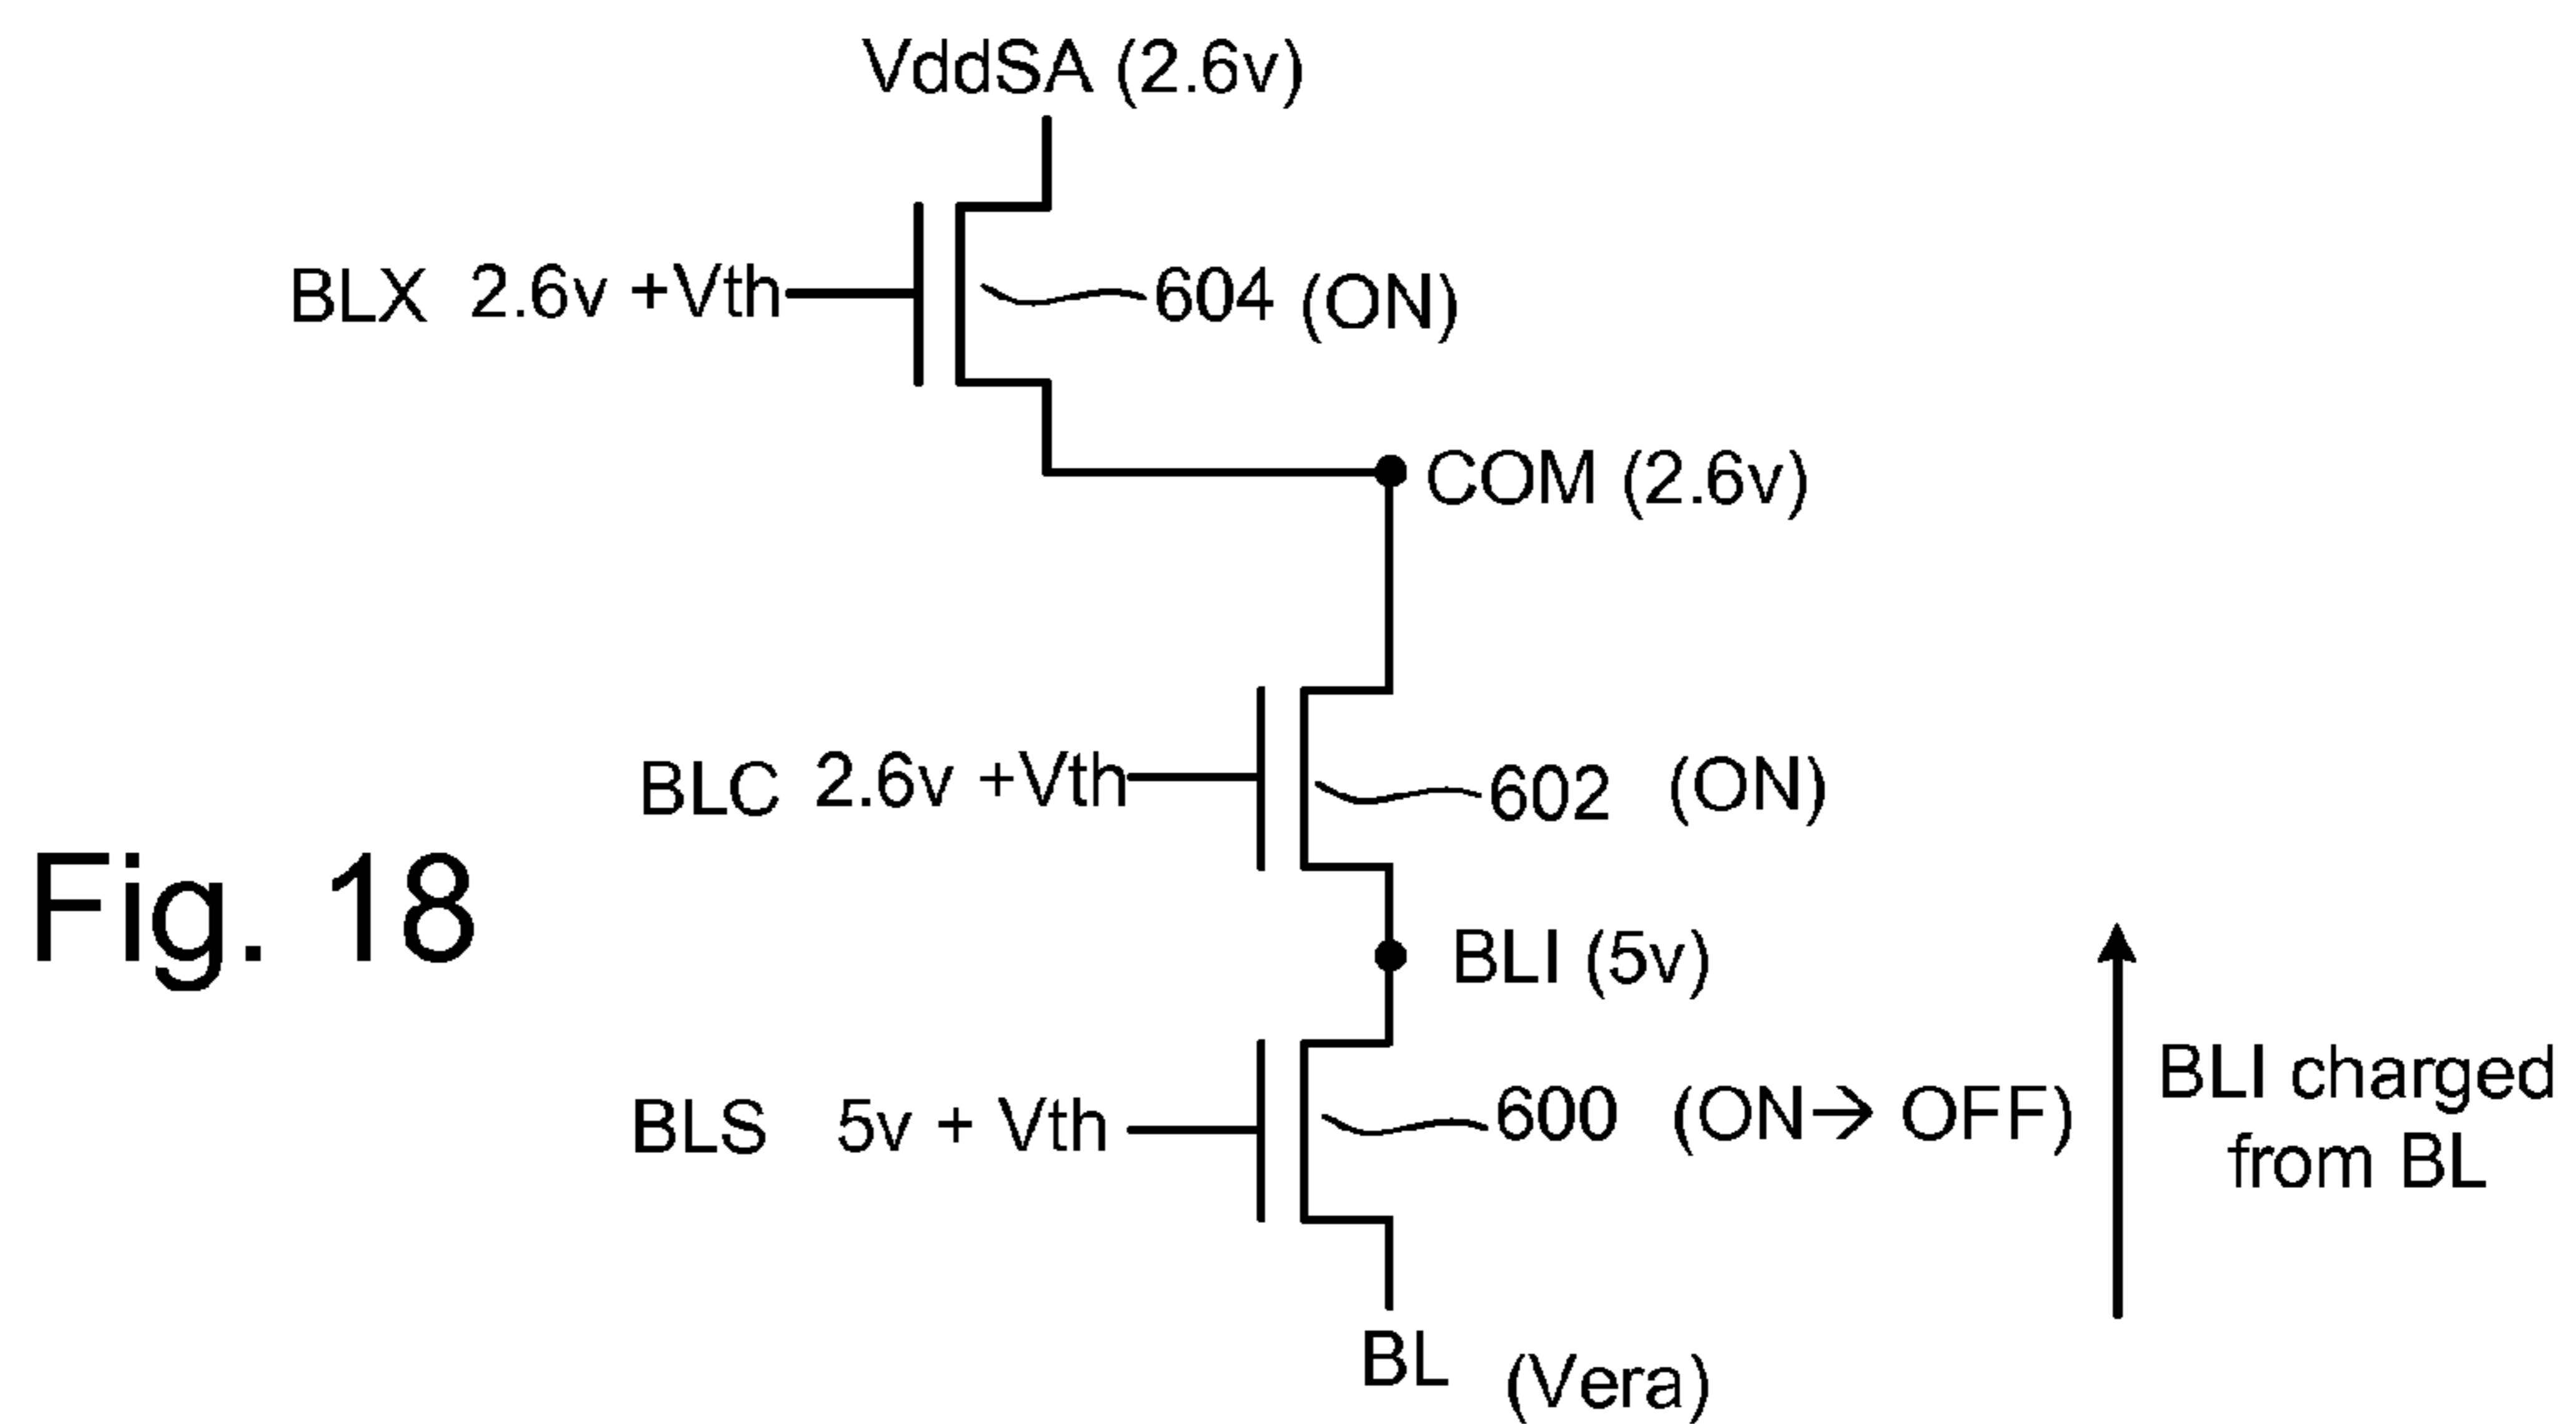 VddSA (2.6v)
BLX 2.6v +Vth
604 (ON)
COM (2.6v)
BLC 2.6v +Vth
602 (ON)
Fig. 18
BLI (5v)
BLS 5v + Vth
600 (ON→ OFF)
BLI charged
from BL
BL (Vera)